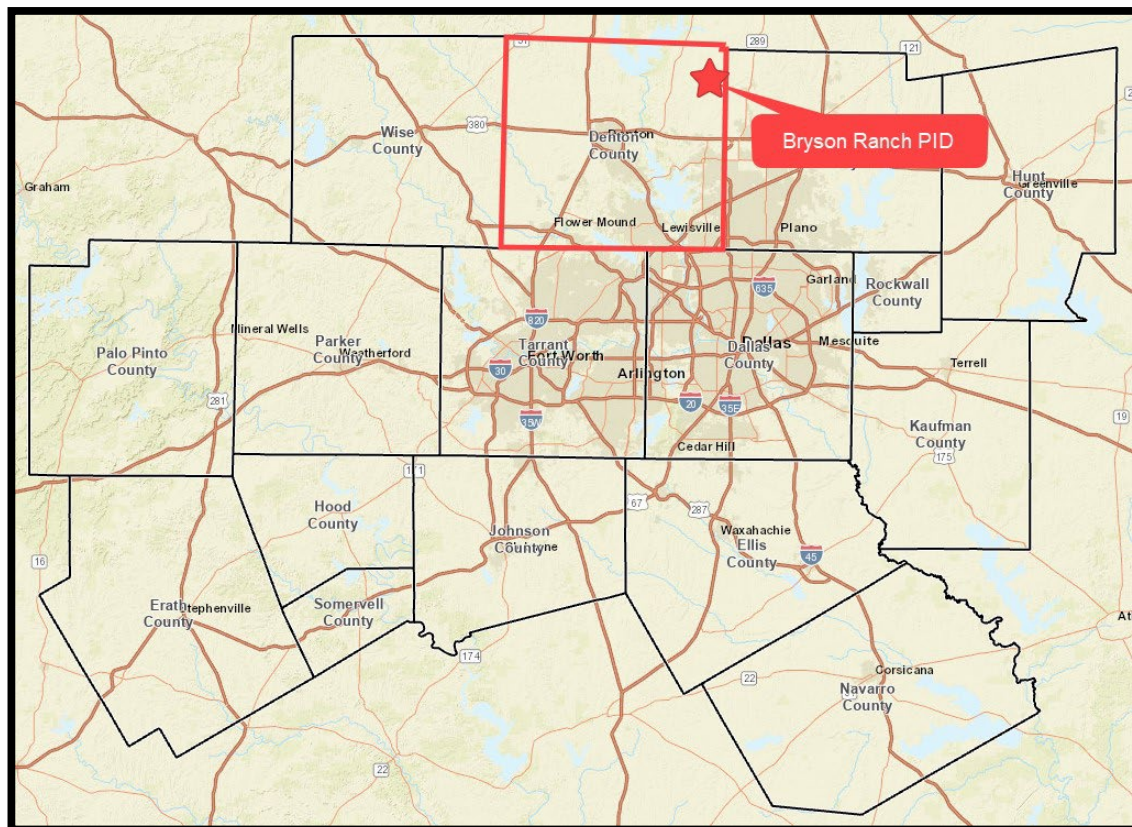 289
121
380
Wise
County
Denton
County
Bryson Ranch PID
Graham
Hunt
County
Greenville
Flower Mound
Lewisville
Plano
635
Garland
Rockwall
County
820
Mineral Wells
Parker
County
Weatherford
Tarrant
County
Fort Worth
30
Dallas
Dallas
County
Mesquite
Palo Pinto
County
Arlington
Terrell
281
20
35E
35W
19
Cedar Hill
Kaufman
County
175
171
Hood
County
67
287
Johnson
County
Waxahachie
Ellis
County
45
16
Erath
County
Somervell
County
174
22
Corsicana
Navarro
County
22